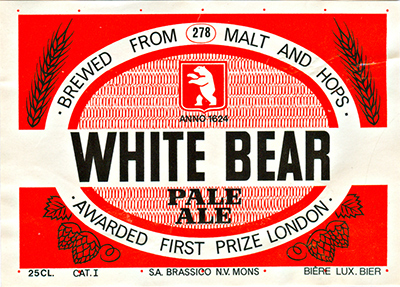 · BREWED FROM 278 MALT AND HOPS ·
ANNO 1624
WHITE BEAR
PALE
ALE
· AWARDED FIRST PRIZE LONDON ·
25CL. CAT. I S.A. BRASSICO N.V. MONS BIÈRE LUX. BIER